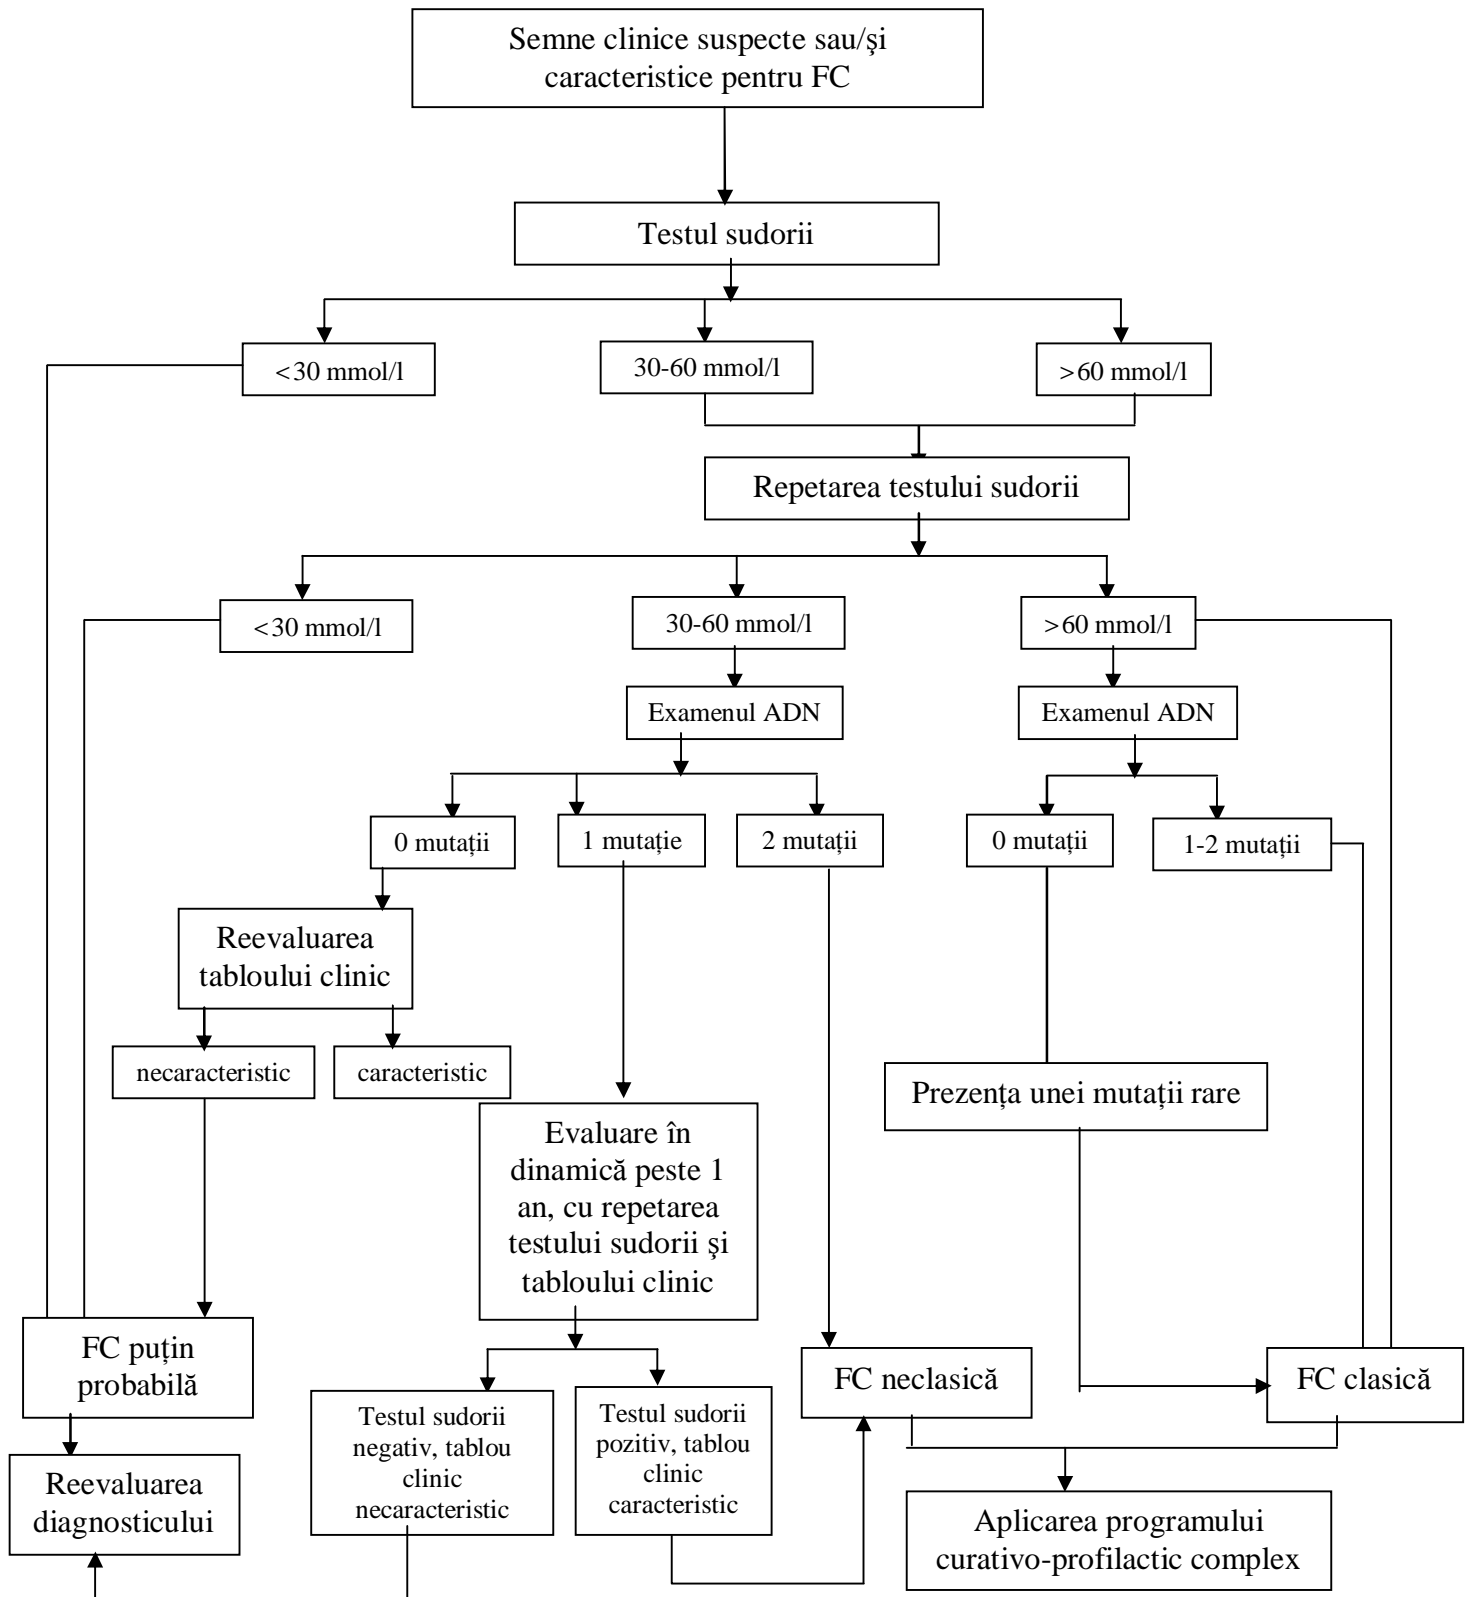 Semne clinice suspecte sau/şi
caracteristice pentru FC
Testul sudorii
<30 mmol/l
30-60 mmol/l
>60 mmol/l
Repetarea testului sudorii
<30 mmol/l
30-60 mmol/l
>60 mmol/l
Examenul ADN
Examenul ADN
0 mutații
1 mutație
2 mutații
0 mutații
1-2 mutații
Reevaluarea
tabloului clinic
necaracteristic
caracteristic
Prezența unei mutații rare
Evaluare în
dinamică peste 1
an, cu repetarea
testului sudorii şi
tabloului clinic
FC puțin
probabilă
FC neclasică
FC clasică
Testul sudorii
negativ, tablou
clinic
necaracteristic
Testul sudorii
pozitiv, tablou
clinic
caracteristic
Reevaluarea
diagnosticului
Aplicarea programului
curativo-profilactic complex